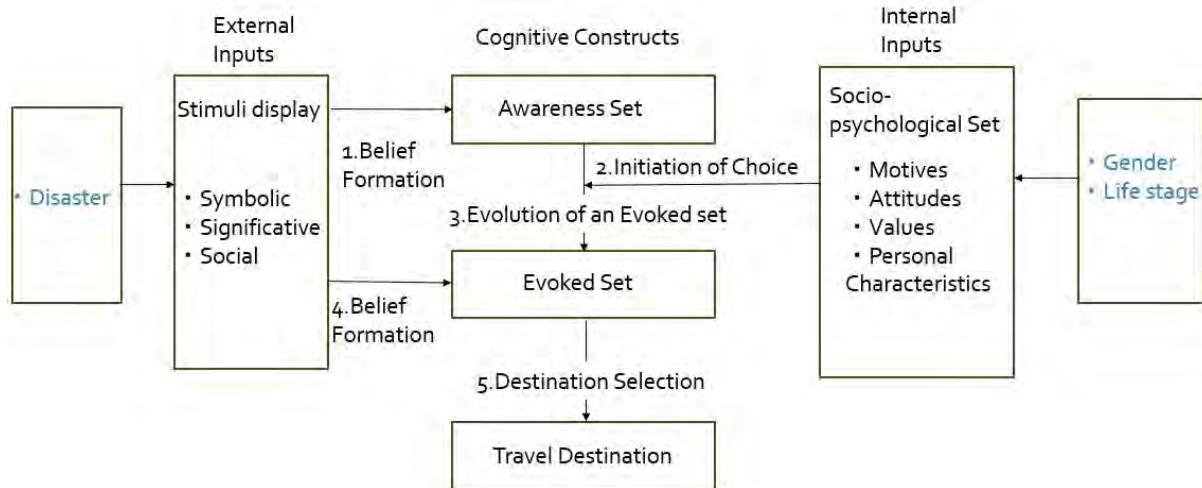 External
Inputs
Cognitive Constructs
Internal
Inputs
• Disaster
Stimuli display
• Symbolic
• Significative
• Social
1.Belief
Formation
4.Belief
Formation
Awareness Set
2.Initiation of Choice
3.Evolution of an Evoked set
Evoked Set
5.Destination Selection
Travel Destination
Socio-
psychological Set
• Motives
• Attitudes
• Values
• Personal
Characteristics
• Gender
• Life stage